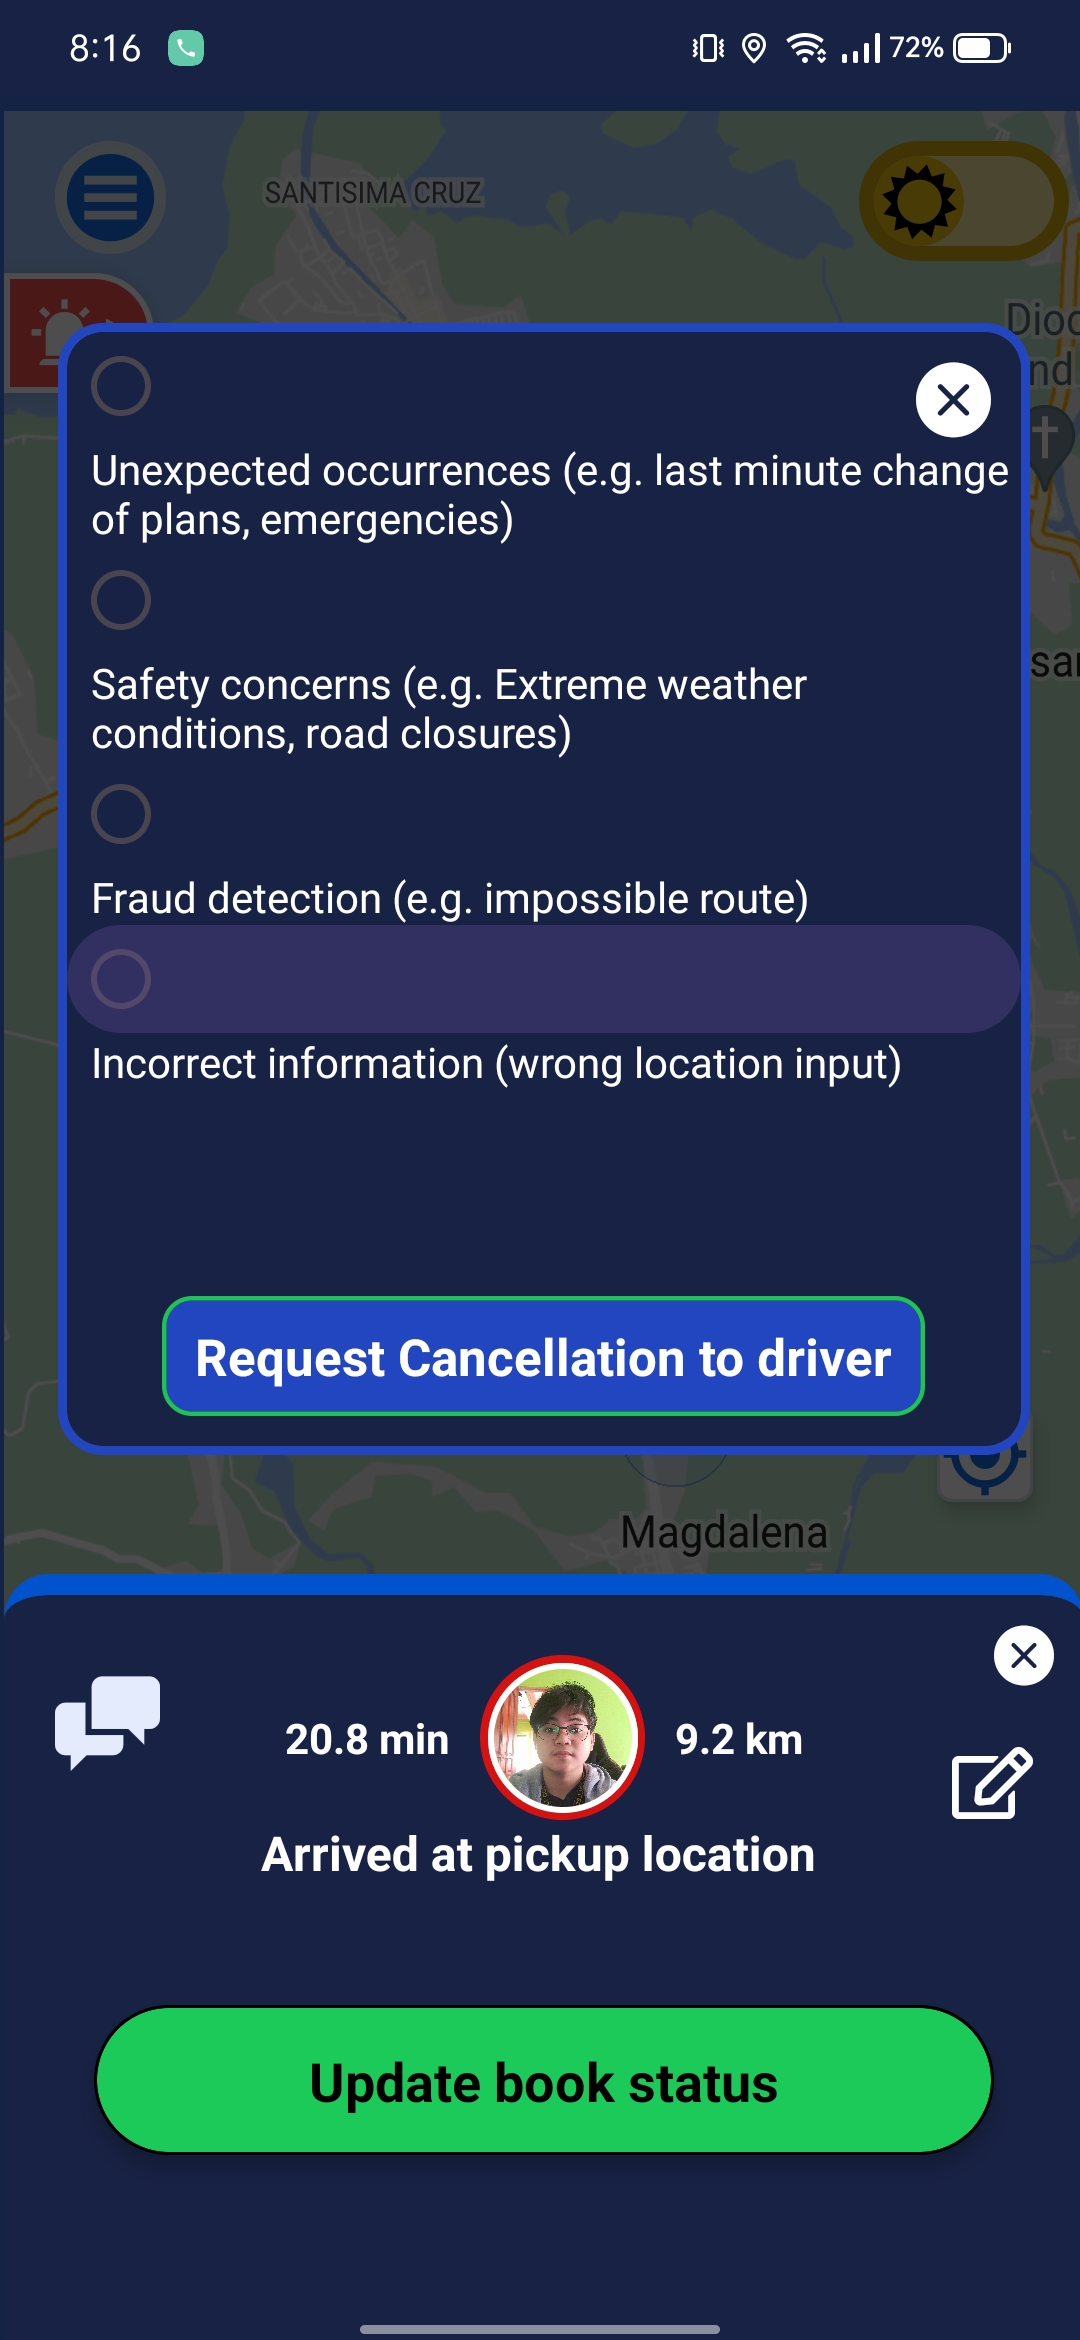 8:16
72%
SANTISIMA CRUZ
Dioc
nd
Unexpected occurrences (e.g. last minute change
of plans, emergencies)
sar
Safety concerns (e.g. Extreme weather
conditions, road closures)
Fraud detection (e.g. impossible route)
Incorrect information (wrong location input)
Request Cancellation to driver
Magdalena
20.8 min
9.2 km
Arrived at pickup location
Update book status